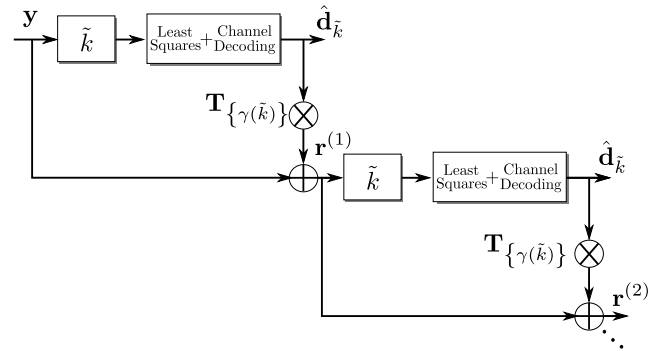 y
k̃
Least Squares + Channel Decoding
d̂_k̃
T_{γ(k̃)}
r^(1)
k̃
Least Squares + Channel Decoding
d̂_k̃
T_{γ(k̃)}
r^(2)